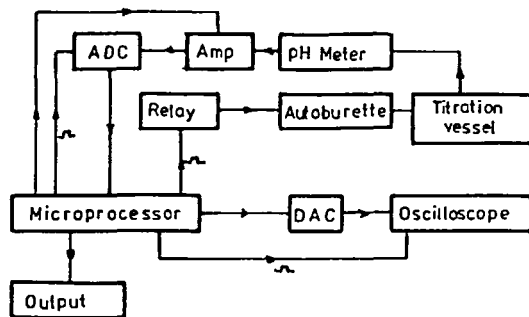 ADC
Amp
pH Meter
Relay
Autoburette
Titration
vessel
Microprocessor
DAC
Oscilloscope
Output